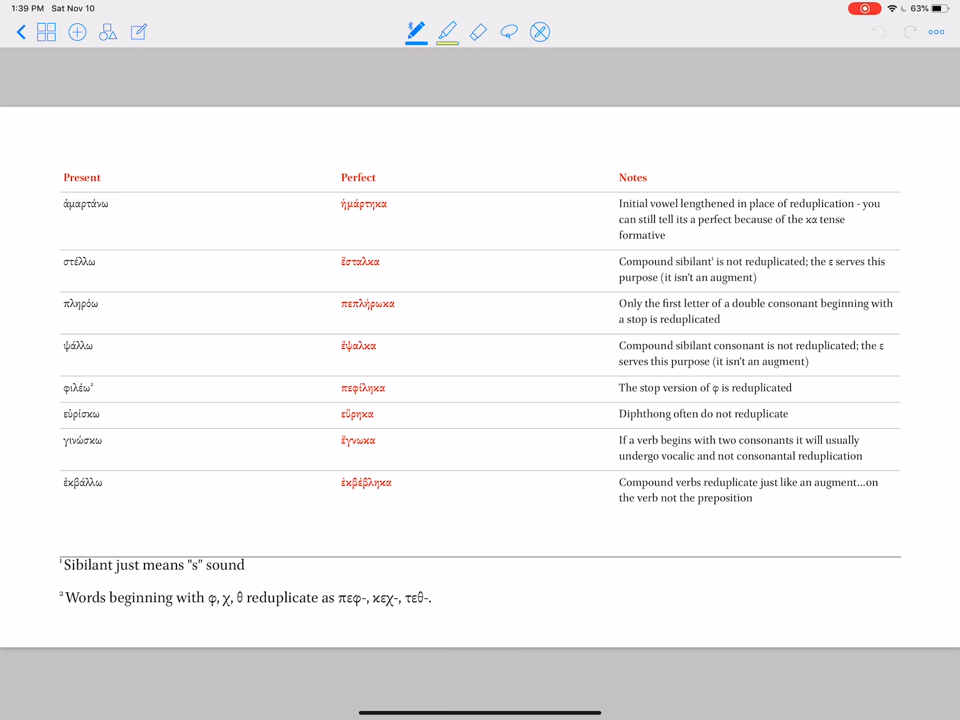 1:39 PM Sat Nov 10
63%
Present Perfect Notes
ἁμαρτάνω ἡμάρτηκα Initial vowel lengthened in place of reduplication - you
can still tell its a perfect because of the κα tense
formative
στέλλω ἔσταλκα Compound sibilant¹ is not reduplicated; the ε serves this
purpose (it isn't an augment)
πληρόω πεπλήρωκα Only the first letter of a double consonant beginning with
a stop is reduplicated
ψάλλω ἔψαλκα Compound sibilant consonant is not reduplicated; the ε
serves this purpose (it isn't an augment)
φιλέω² πεφίληκα The stop version of φ is reduplicated
εὑρίσκω εὕρηκα Diphthong often do not reduplicate
γινώσκω ἔγνωκα If a verb begins with two consonants it will usually
undergo vocalic and not consonantal reduplication
ἐκβάλλω ἐκβέβληκα Compound verbs reduplicate just like an augment...on
the verb not the preposition
¹Sibilant just means "s" sound
²Words beginning with φ, χ, θ reduplicate as πεφ-, κεχ-, τεθ-.